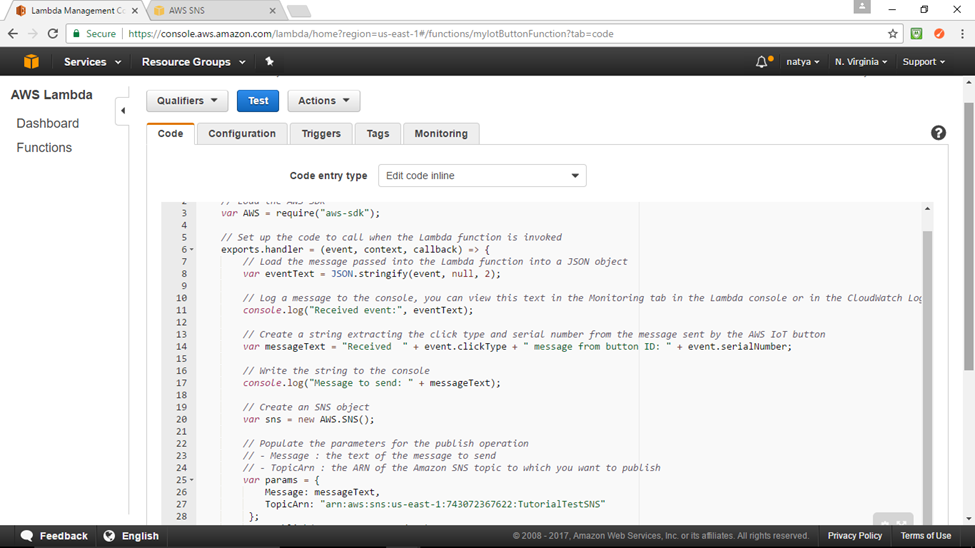 Lambda Management Co
AWS SNS
Secure https://console.aws.amazon.com/lambda/home?region=us-east-1#/functions/myIotButtonFunction?tab=code
Services Resource Groups natya N. Virginia Support
AWS Lambda
Dashboard
Functions
Qualifiers Test Actions
Code Configuration Triggers Tags Monitoring
Code entry type Edit code inline
2 // Load the AWS SDK
3 var AWS = require("aws-sdk");
4
5 // Set up the code to call when the Lambda function is invoked
6 exports.handler = (event, context, callback) => {
7 // Load the message passed into the Lambda function into a JSON object
8 var eventText = JSON.stringify(event, null, 2);
9
10 // Log a message to the console, you can view this text in the Monitoring tab in the Lambda console or in the CloudWatch Log
11 console.log("Received event:", eventText);
12
13 // Create a string extracting the click type and serial number from the message sent by the AWS IoT button
14 var messageText = "Received  " + event.clickType + " message from button ID: " + event.serialNumber;
15
16 // Write the string to the console
17 console.log("Message to send: " + messageText);
18
19 // Create an SNS object
20 var sns = new AWS.SNS();
21
22 // Populate the parameters for the publish operation
23 // - Message : the text of the message to send
24 // - TopicArn : the ARN of the Amazon SNS topic to which you want to publish
25 var params = {
26 Message: messageText,
27 TopicArn: "arn:aws:sns:us-east-1:743072367622:TutorialTestSNS"
28 };
Feedback English © 2008 - 2017, Amazon Web Services, Inc. or its affiliates. All rights reserved. Privacy Policy Terms of Use